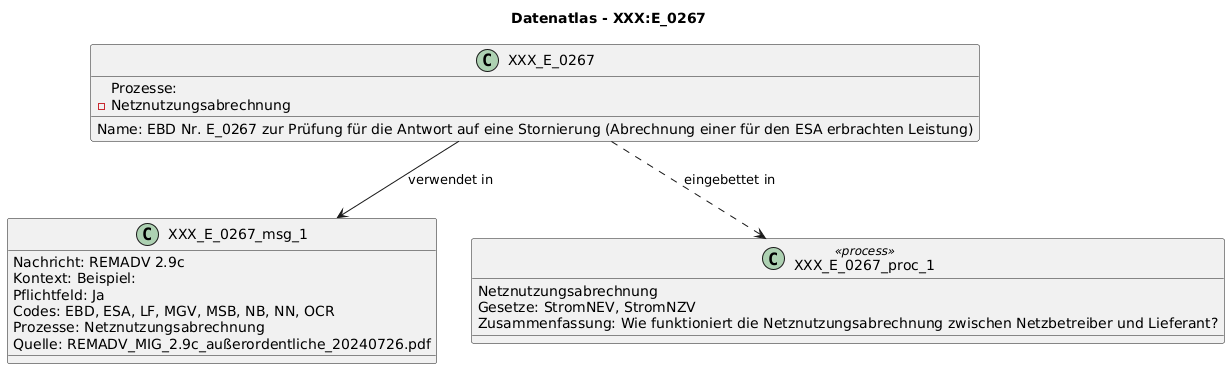 Datenatlas - XXX:E_0267
C XXX_E_0267
Prozesse:
Netznutzungsabrechnung
Name: EBD Nr. E_0267 zur Prüfung für die Antwort auf eine Stornierung (Abrechnung einer für den ESA erbrachten Leistung)
verwendet in
eingebettet in
C XXX_E_0267_msg_1
Nachricht: REMADV 2.9c
Kontext: Beispiel:
Pflichtfeld: Ja
Codes: EBD, ESA, LF, MGV, MSB, NB, NN, OCR
Prozesse: Netznutzungsabrechnung
Quelle: REMADV_MIG_2.9c_außerordentliche_20240726.pdf
«process»
C XXX_E_0267_proc_1
Netznutzungsabrechnung
Gesetze: StromNEV, StromNZV
Zusammenfassung: Wie funktioniert die Netznutzungsabrechnung zwischen Netzbetreiber und Lieferant?